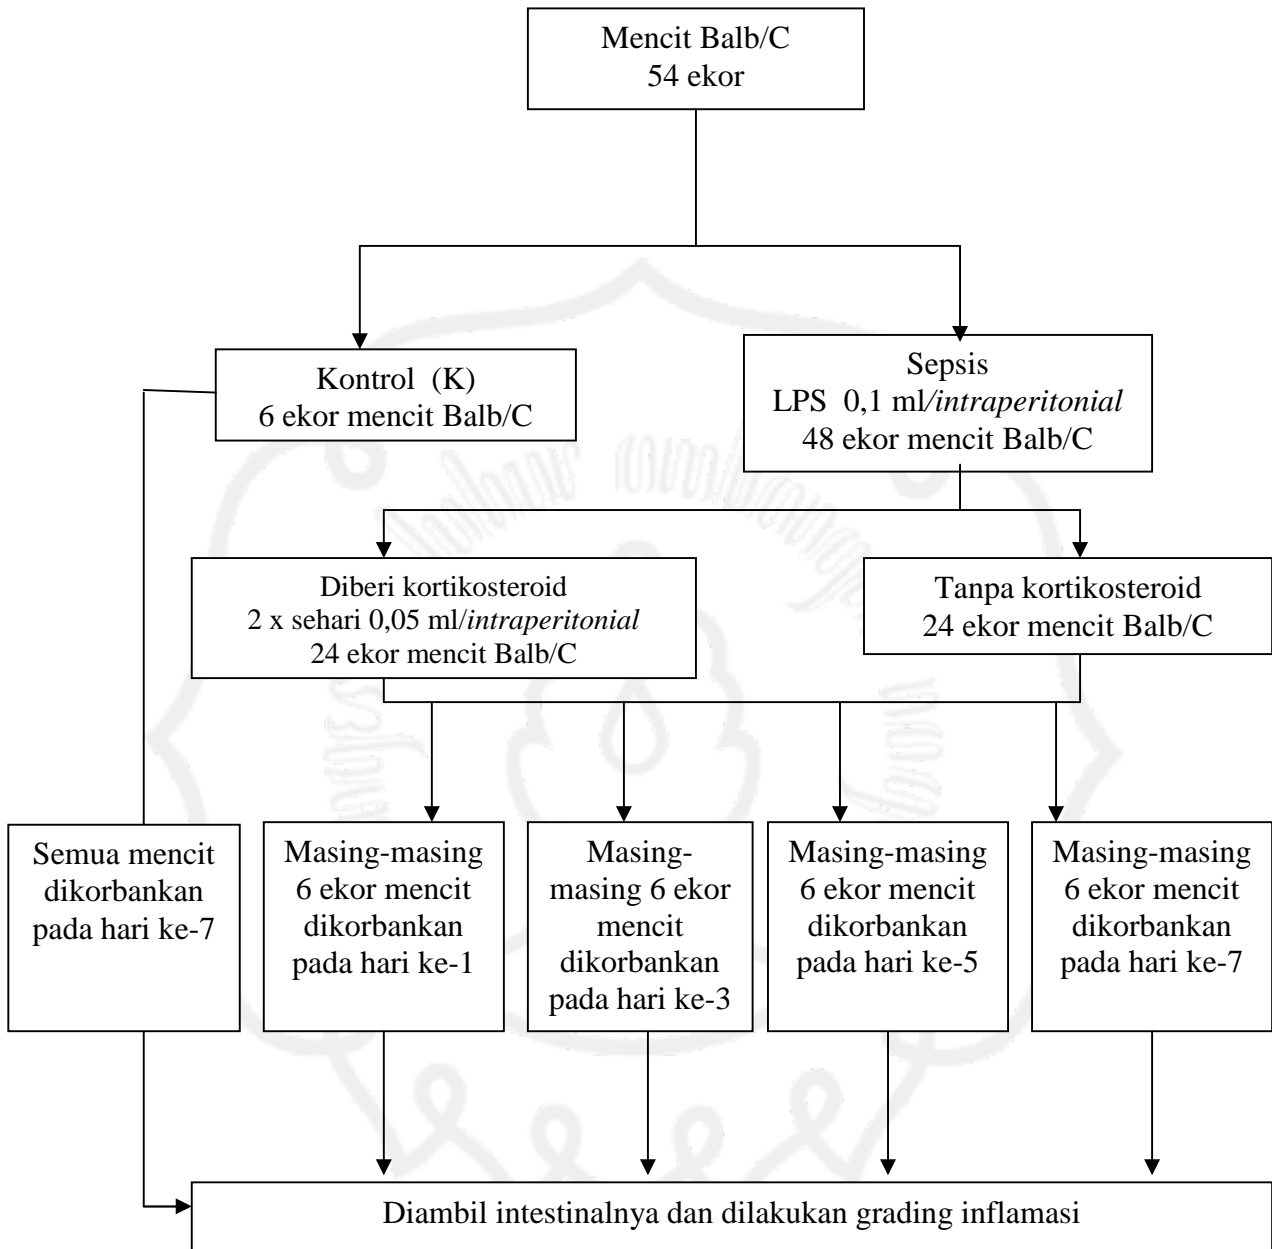 Mencit Balb/C
54 ekor
Kontrol (K)
6 ekor mencit Balb/C
Sepsis
LPS 0,1 ml/intraperitonial
48 ekor mencit Balb/C
Diberi kortikosteroid
2 x sehari 0,05 ml/intraperitonial
24 ekor mencit Balb/C
Tanpa kortikosteroid
24 ekor mencit Balb/C
Semua mencit
dikorbankan
pada hari ke-7
Masing-masing
6 ekor mencit
dikorbankan
pada hari ke-1
Masing-
masing 6 ekor
mencit
dikorbankan
pada hari ke-3
Masing-masing
6 ekor mencit
dikorbankan
pada hari ke-5
Masing-masing
6 ekor mencit
dikorbankan
pada hari ke-7
Diambil intestinalnya dan dilakukan grading inflamasi